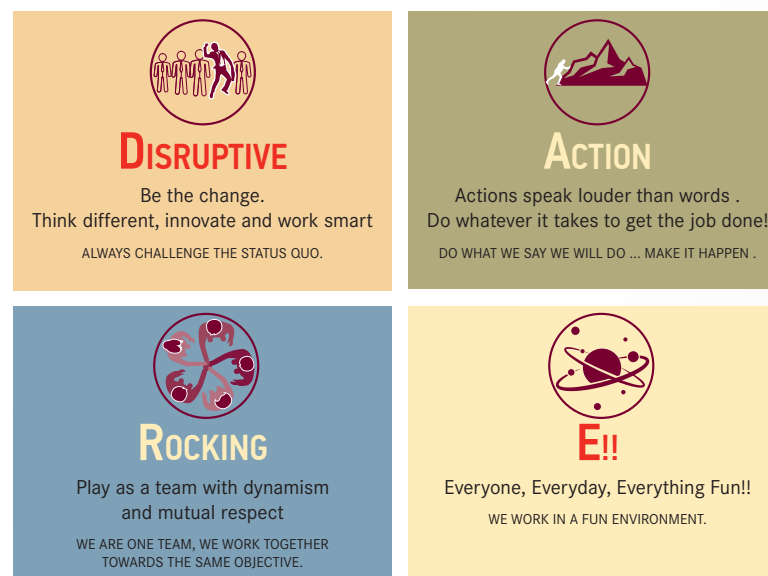 DISRUPTIVE
Be the change.
Think different, innovate and work smart
ALWAYS CHALLENGE THE STATUS QUO.
ACTION
Actions speak louder than words .
Do whatever it takes to get the job done!
DO WHAT WE SAY WE WILL DO ... MAKE IT HAPPEN .
ROCKING
Play as a team with dynamism
and mutual respect
WE ARE ONE TEAM, WE WORK TOGETHER
TOWARDS THE SAME OBJECTIVE.
E!!
Everyone, Everyday, Everything Fun!!
WE WORK IN A FUN ENVIRONMENT.